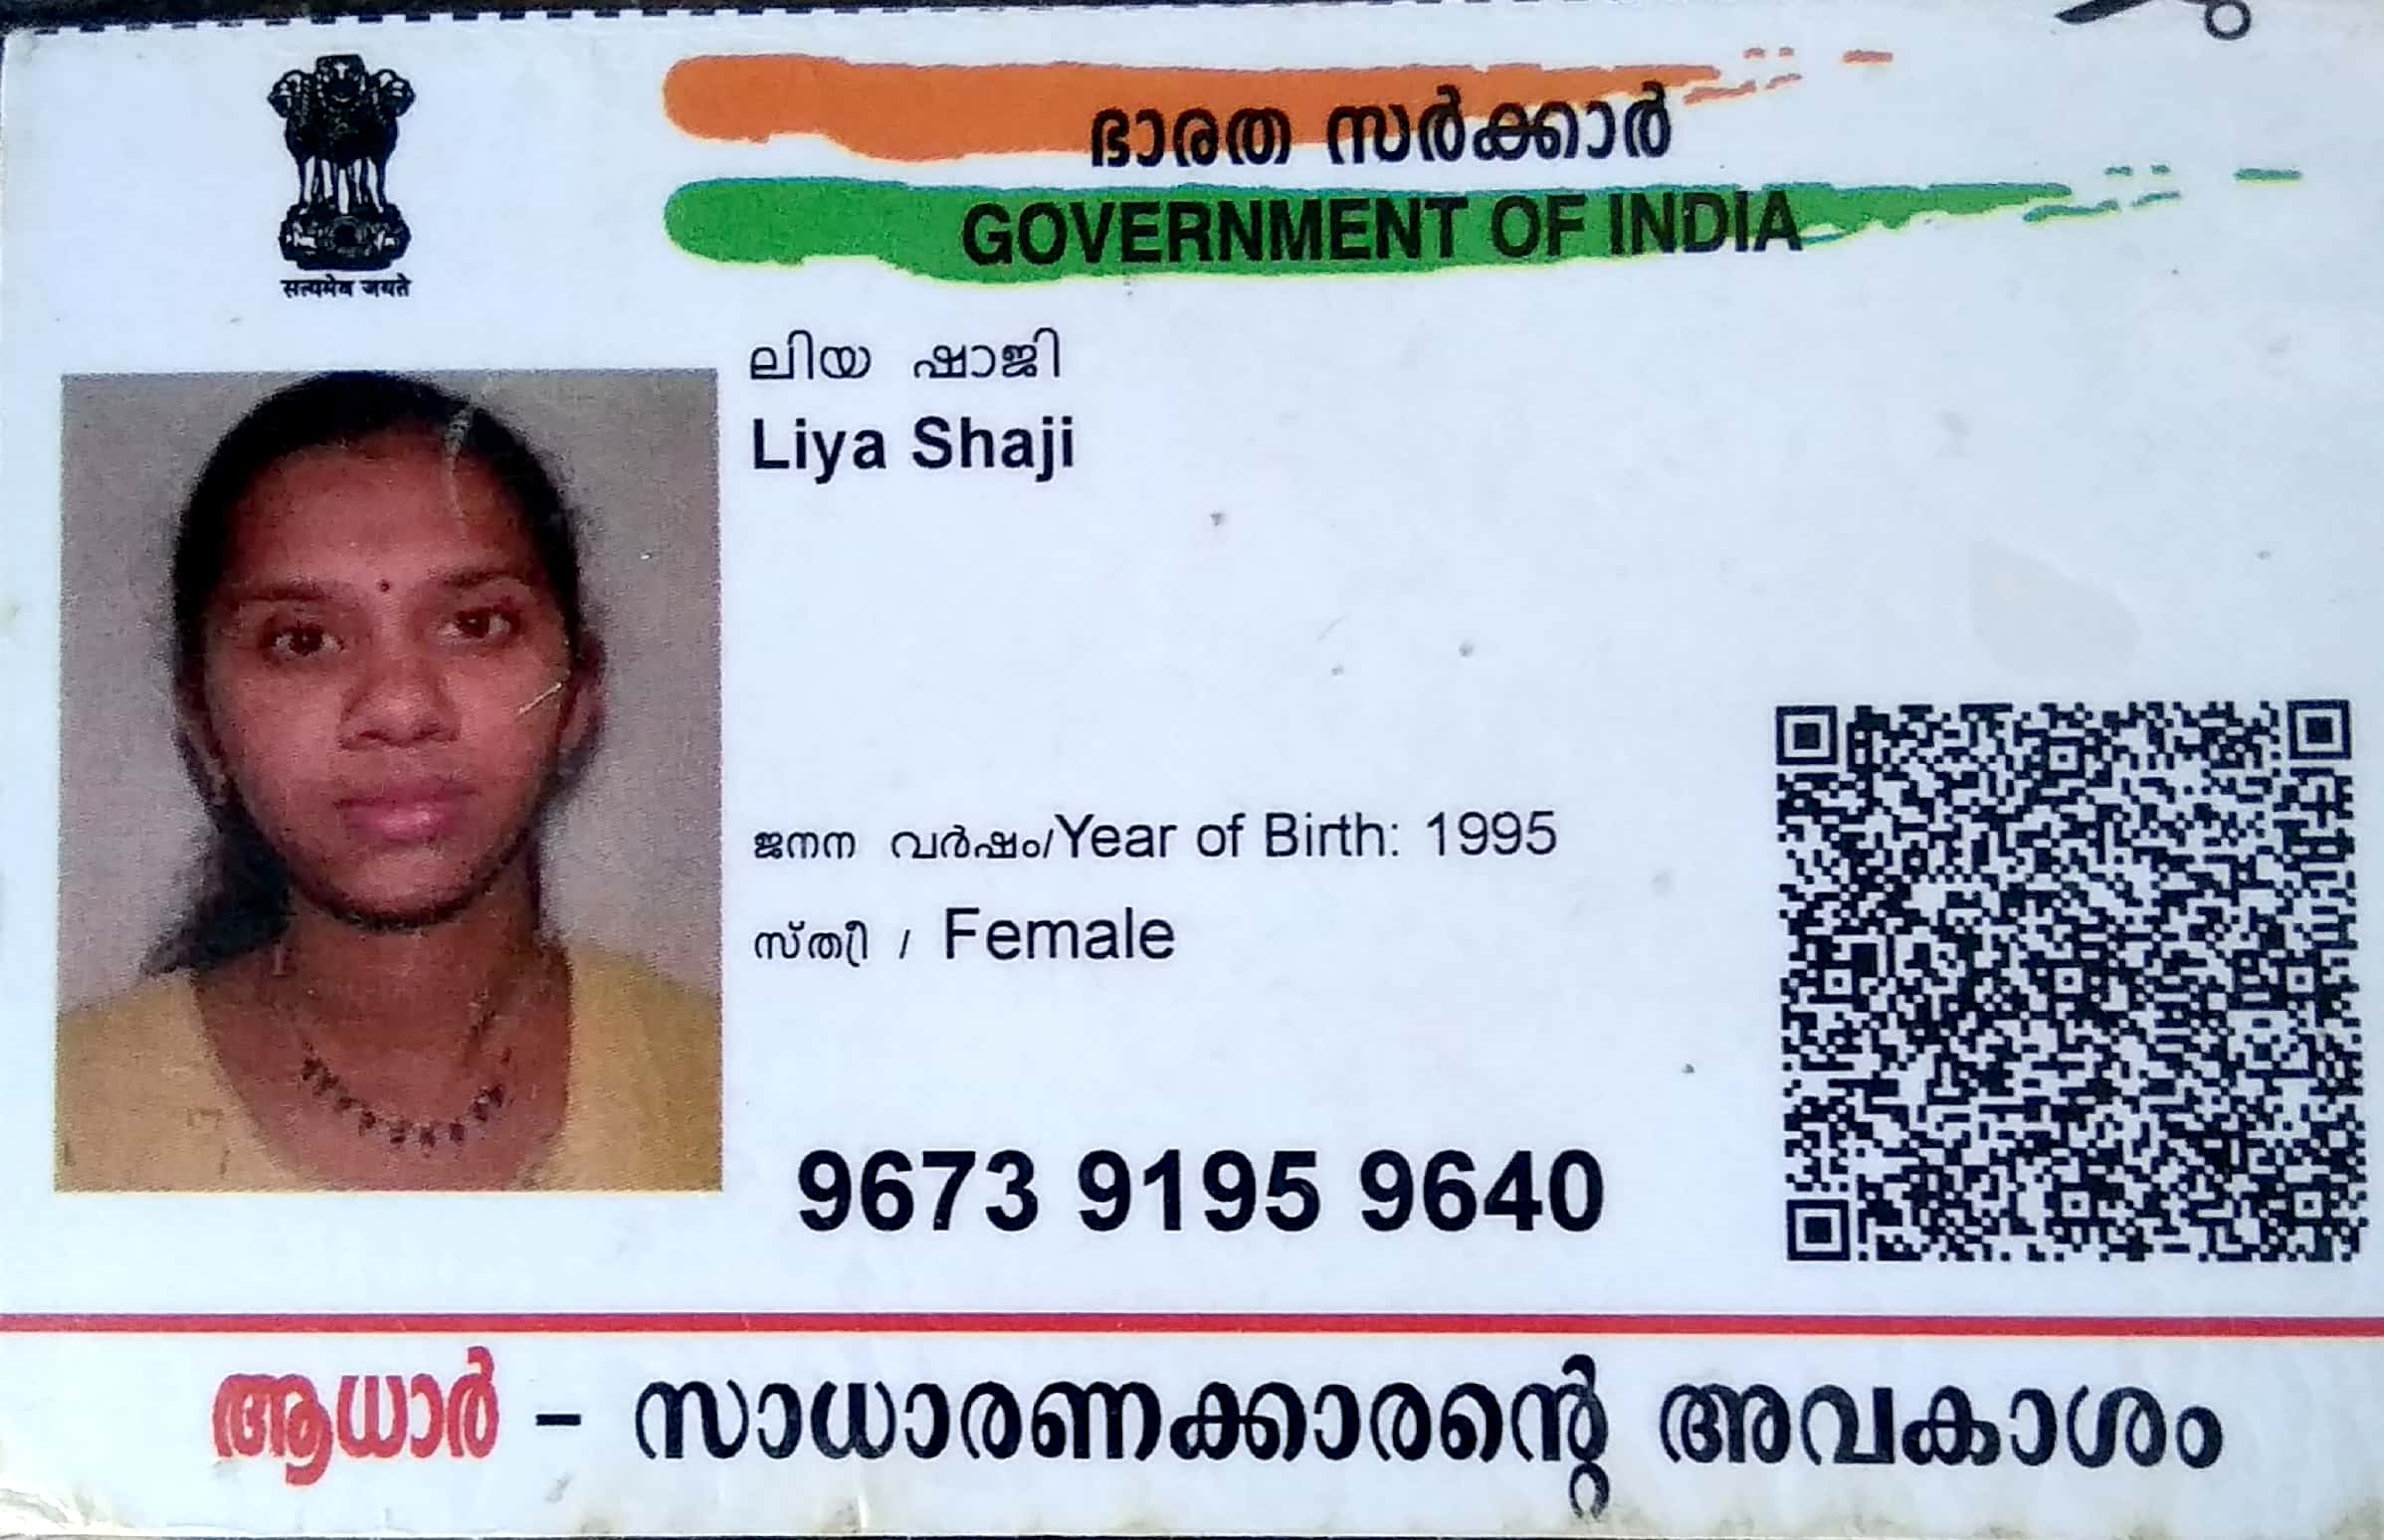 ഭാരത സർക്കാർ
GOVERNMENT OF INDIA
सत्यमेव जयते
ലിയ ഷാജി
Liya Shaji
ജനന വർഷം/Year of Birth: 1995
സ്ത്രീ / Female
9673 9195 9640
ആധാർ – സാധാരണക്കാരന്റെ അവകാശം